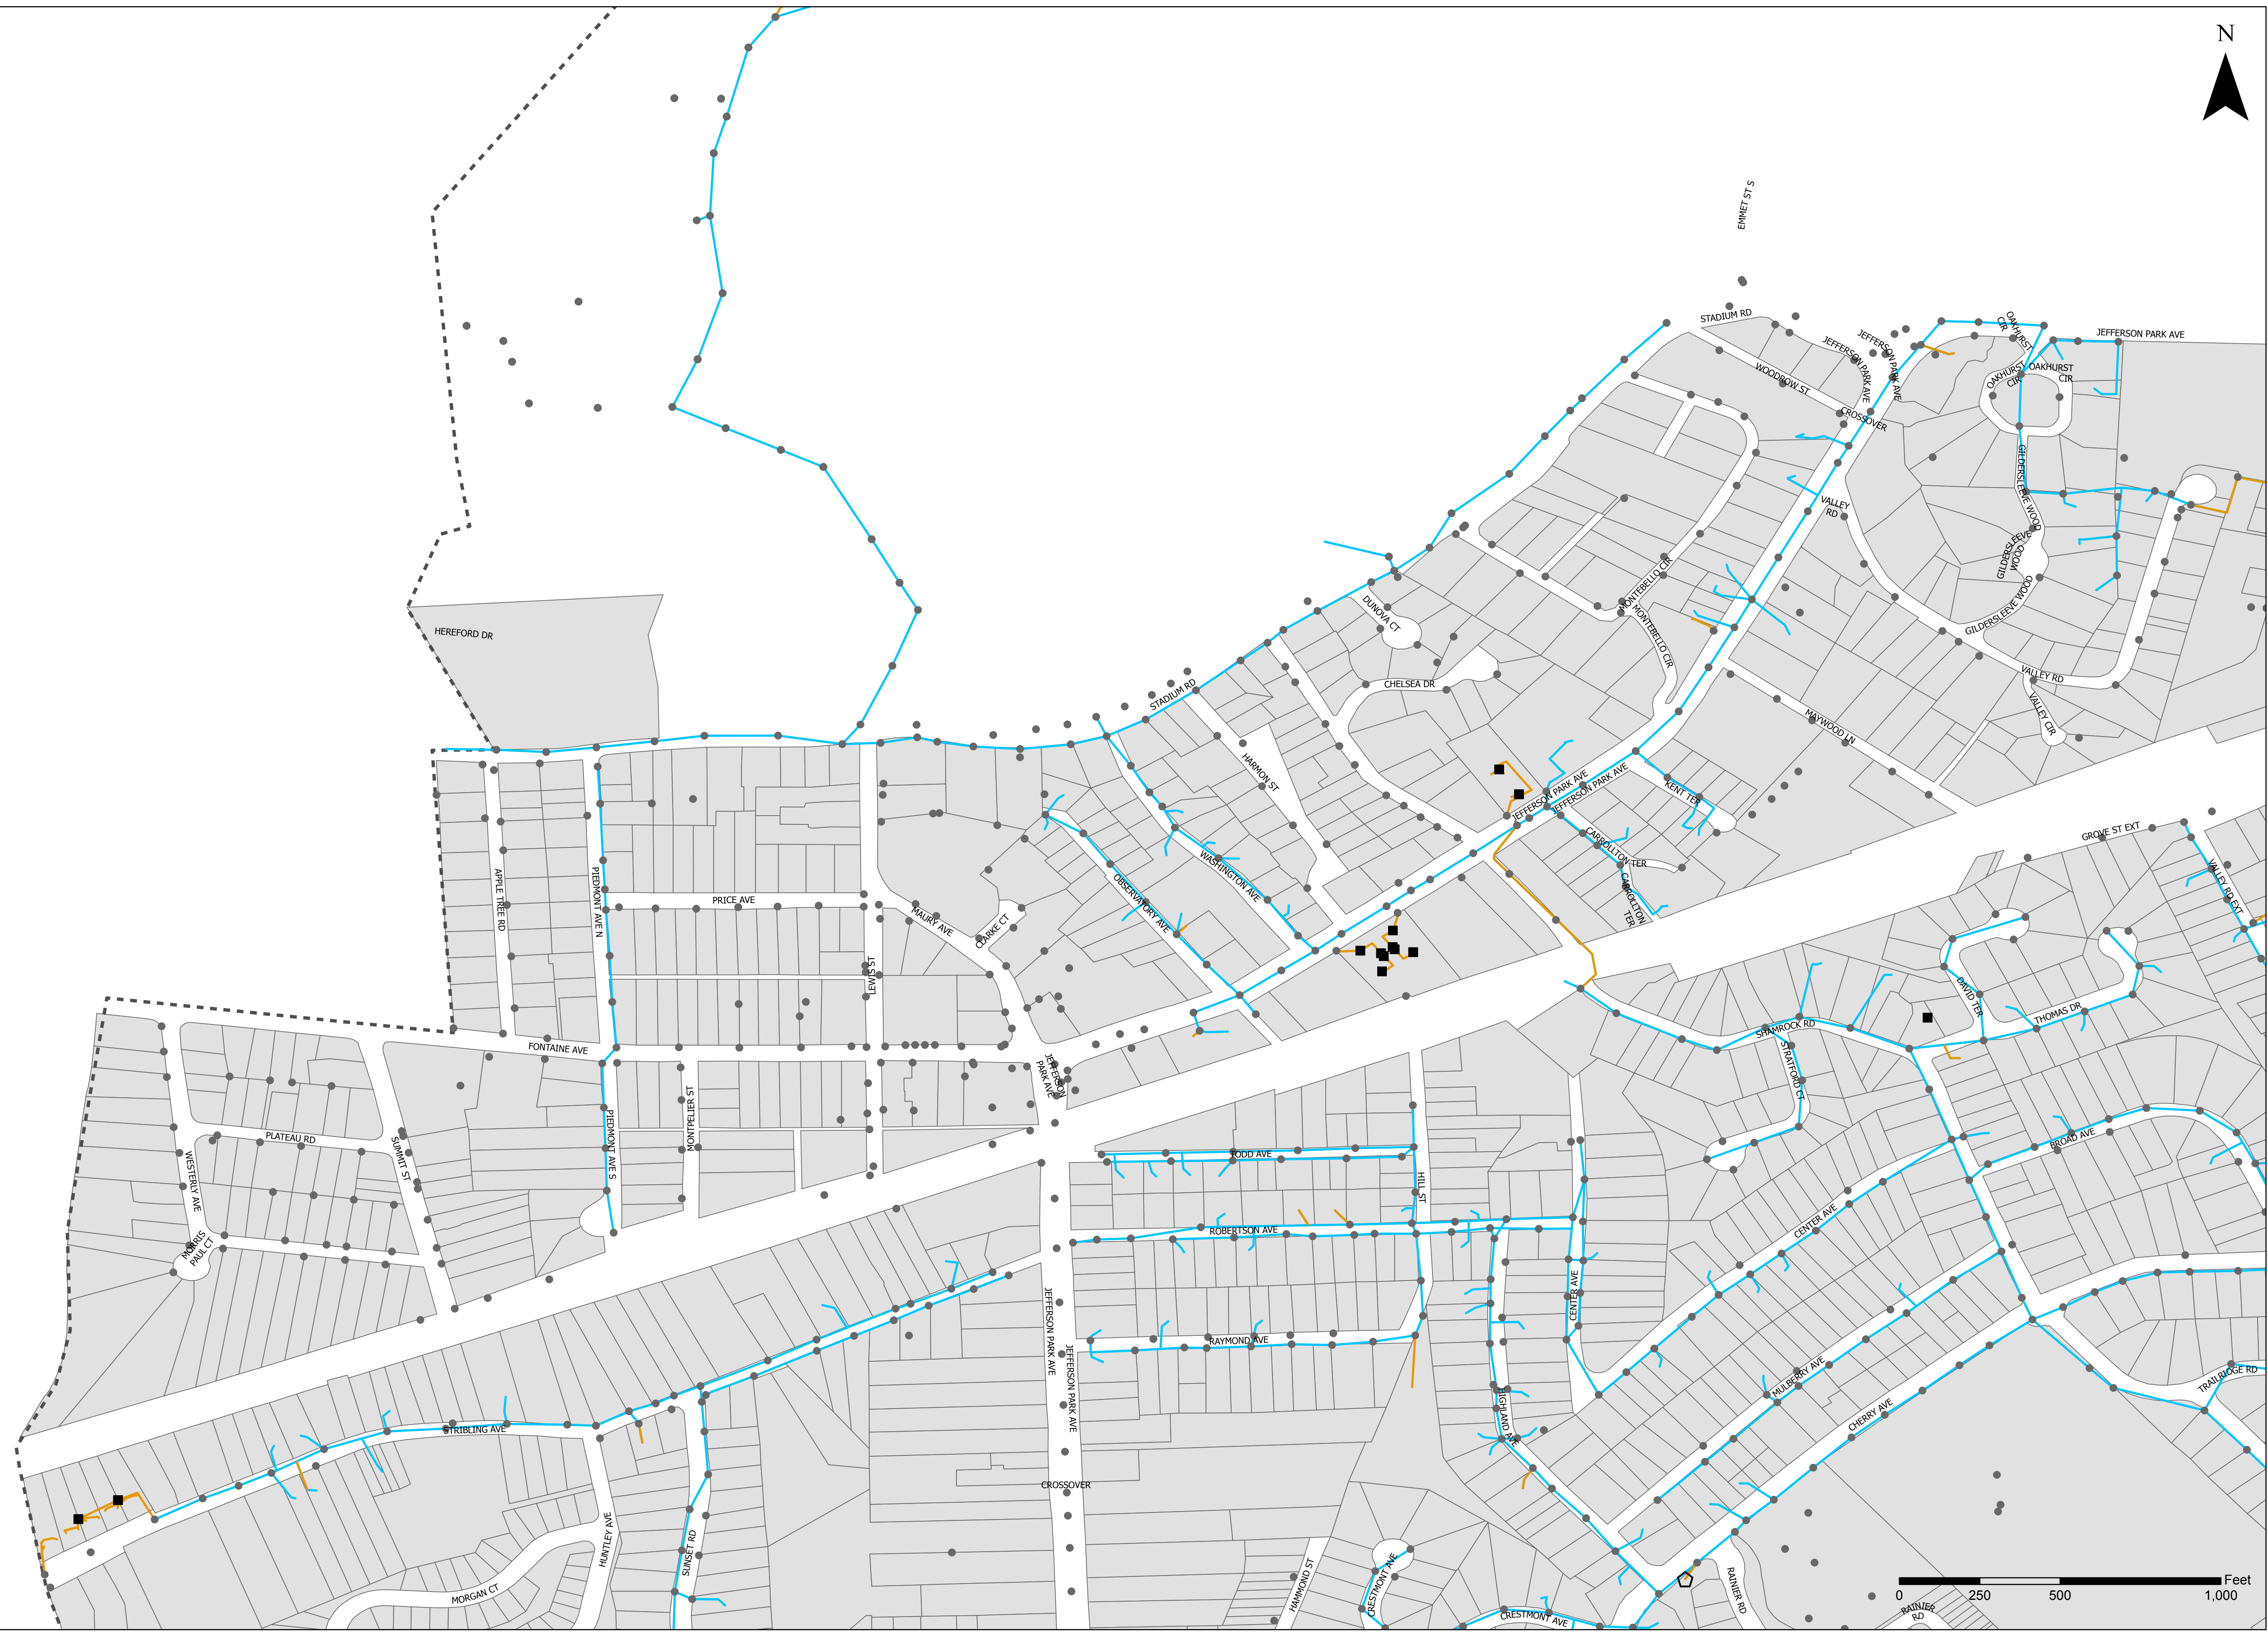 N
EMMET ST S
STADIUM RD
JEFFERSON PARK AVE
JEFFERSON
PARK AVE
OAKHURST
CIR
JEFFERSON PARK AVE
WOODROW ST
OAKHURST
CIR
OAKHURST
CIR
CROSSOVER
GILDERSLEEVE WOOD
VALLEY
RD
GILDERSLEEVE
WOOD
GILDERSLEEVE WOOD
MONTEBELLO CIR
MONTEBELLO CIR
DUNOVA CT
HEREFORD DR
VALLEY RD
CHELSEA DR
STADIUM RD
VALLEY CIR
MAYWOOD LN
HARMON ST
JEFFERSON PARK AVE
JEFFERSON PARK AVE
KENT TER
GROVE ST EXT
CARROLLTON TER
CARROLLTON
TER
VALLEY RD EXT
WASHINGTON AVE
OBSERVATORY AVE
APPLE TREE RD
PIEDMONT AVE N
PRICE AVE
MAURY AVE
CLARKE CT
LEWIS ST
DAVID TER
THOMAS DR
SHAMROCK RD
STRATFORD CT
FONTAINE AVE
JEFFERSON
PARK AVE
MONTPELIER ST
PIEDMONT AVE S
PLATEAU RD
SUMMIT ST
WESTERLY AVE
MORRIS
PAUL CT
TODD AVE
HILL ST
BROAD AVE
CENTER AVE
ROBERTSON AVE
CENTER AVE
JEFFERSON PARK AVE
JEFFERSON PARK AVE
RAYMOND AVE
MULBERRY AVE
TRAILRIDGE RD
HIGHLAND AVE
CHERRY AVE
STRIBLING AVE
CROSSOVER
HUNTLEY AVE
SUNSET RD
MORGAN CT
HAMMOND ST
CRESTMONT AVE
CRESTMONT AVE
RAINIER RD
RAINIER
RD
Feet
0 250 500 1,000